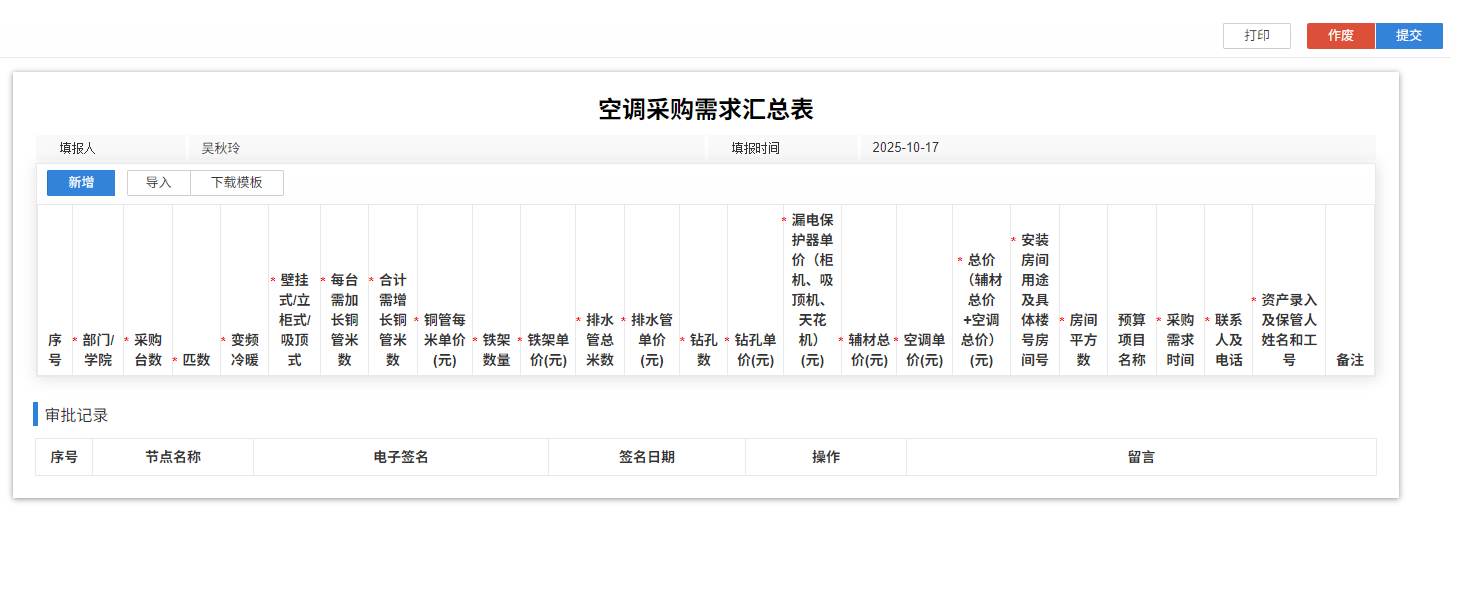 打印 作废 提交
空调采购需求汇总表
填报人 吴秋玲 填报时间 2025-10-17
新增 导入 下载模板
序号
* 部门/学院
* 采购台数
* 匹数
* 变频冷暖
* 壁挂式/立柜式/吸顶式
* 每台需加长铜管米数
* 合计需增长铜管米数
* 铜管每米单价(元)
* 铁架数量
* 铁架单价(元)
* 排水管总米数
* 排水管单价(元)
* 钻孔数
* 钻孔单价(元)
* 漏电保护器单价（柜机、吸顶机、天花机）(元)
* 辅材总价(元)
* 空调单价(元)
* 总价（辅材总价+空调总价）(元)
* 安装房间用途及具体楼号房间号
* 房间平方数
预算项目名称
* 采购需求时间
* 联系人及电话
* 资产录入及保管人姓名和工号
备注
审批记录
序号 节点名称 电子签名 签名日期 操作 留言